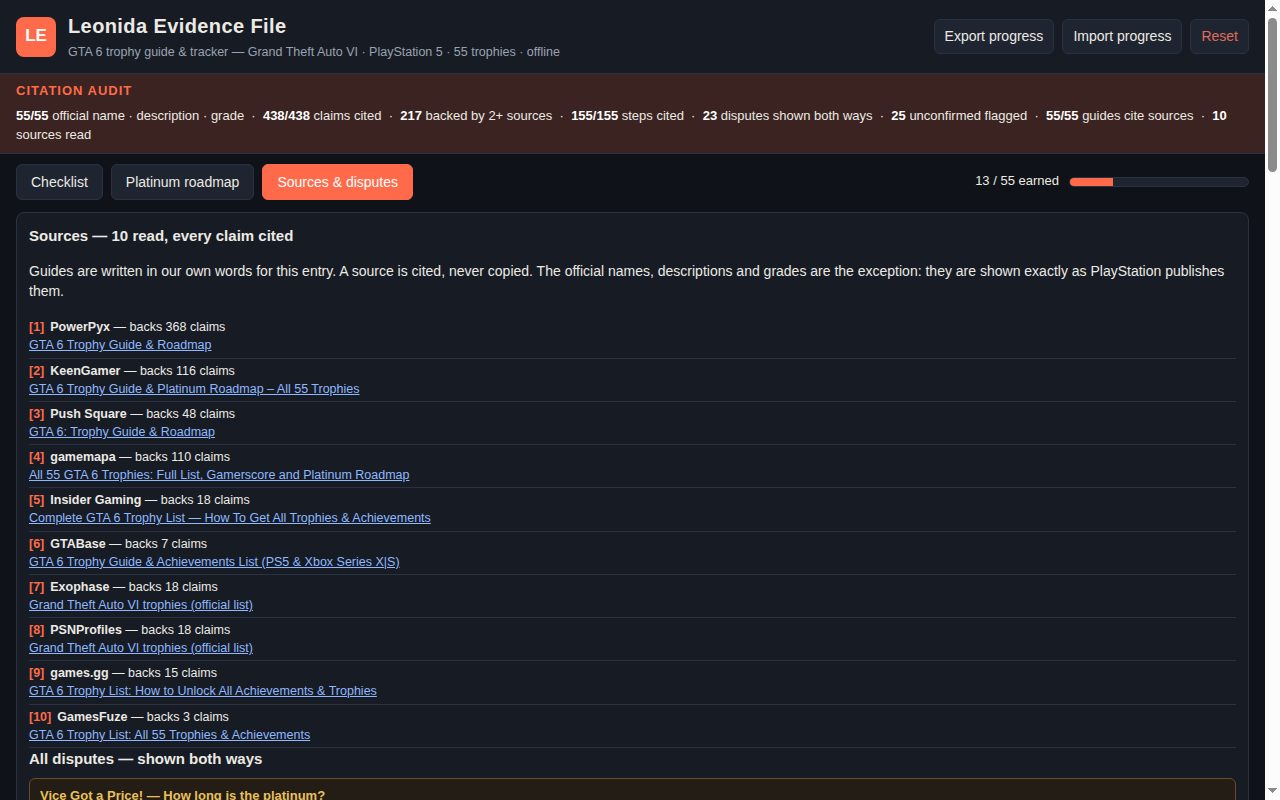 LE
Leonida Evidence File
GTA 6 trophy guide & tracker — Grand Theft Auto VI · PlayStation 5 · 55 trophies · offline
Export progress
Import progress
Reset
CITATION AUDIT
55/55 official name · description · grade · 438/438 claims cited · 217 backed by 2+ sources · 155/155 steps cited · 23 disputes shown both ways · 25 unconfirmed flagged · 55/55 guides cite sources · 10
sources read
Checklist
Platinum roadmap
Sources & disputes
13 / 55 earned
Sources — 10 read, every claim cited
Guides are written in our own words for this entry. A source is cited, never copied. The official names, descriptions and grades are the exception: they are shown exactly as PlayStation publishes
them.
[1] PowerPyx — backs 368 claims
GTA 6 Trophy Guide & Roadmap
[2] KeenGamer — backs 116 claims
GTA 6 Trophy Guide & Platinum Roadmap – All 55 Trophies
[3] Push Square — backs 48 claims
GTA 6: Trophy Guide & Roadmap
[4] gamemapa — backs 110 claims
All 55 GTA 6 Trophies: Full List, Gamerscore and Platinum Roadmap
[5] Insider Gaming — backs 18 claims
Complete GTA 6 Trophy List — How To Get All Trophies & Achievements
[6] GTABase — backs 7 claims
GTA 6 Trophy Guide & Achievements List (PS5 & Xbox Series X|S)
[7] Exophase — backs 18 claims
Grand Theft Auto VI trophies (official list)
[8] PSNProfiles — backs 18 claims
Grand Theft Auto VI trophies (official list)
[9] games.gg — backs 15 claims
GTA 6 Trophy List: How to Unlock All Achievements & Trophies
[10] GamesFuze — backs 3 claims
GTA 6 Trophy List: All 55 Trophies & Achievements
All disputes — shown both ways
Vice Got a Price! — How long is the platinum?